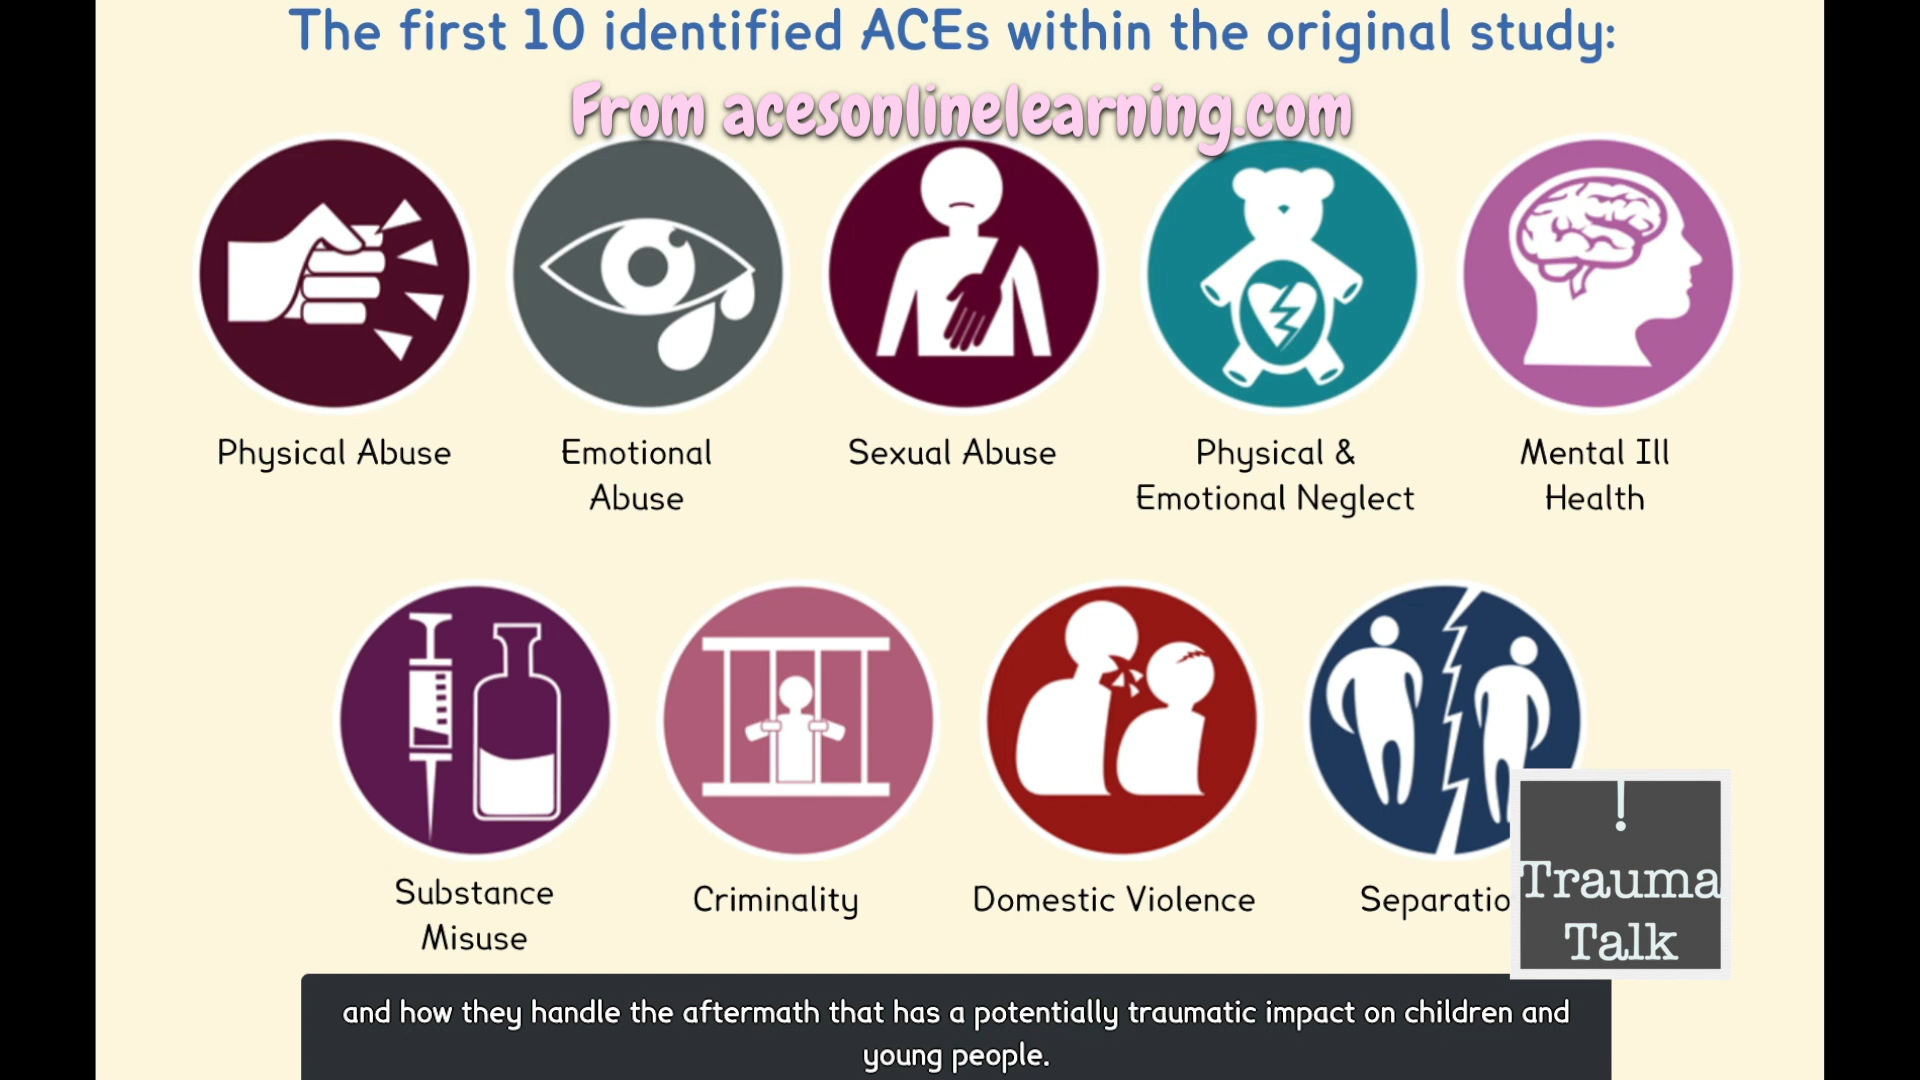 The first 10 identified ACEs within the original study:
From acesonlinelearning.com
Physical Abuse
Emotional
Abuse
Sexual Abuse
Physical &
Emotional Neglect
Mental Ill
Health
Substance
Misuse
Criminality
Domestic Violence
Separatio
!
Trauma
Talk
and how they handle the aftermath that has a potentially traumatic impact on children and
young people.